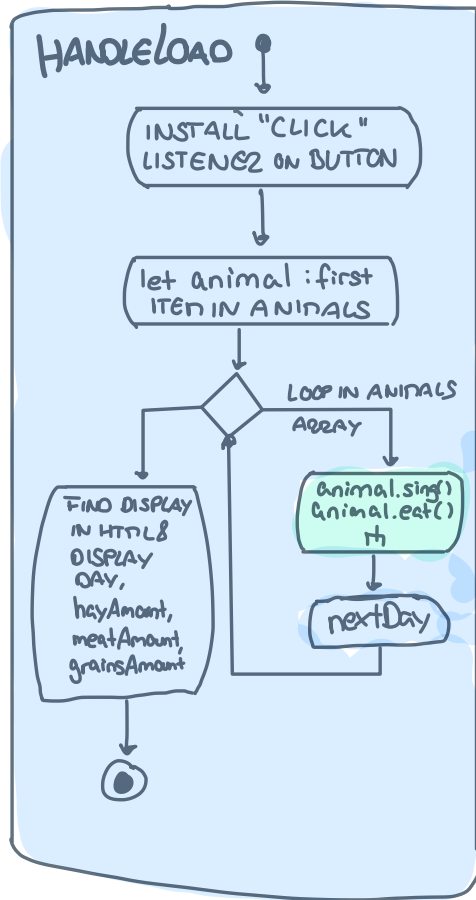 HANDLELOAD
INSTALL "CLICK"
LISTENER ON BUTTON
let animal : first
ITEM IN ANIMALS
LOOP IN ANIMALS
ARRAY
FIND DISPLAY
IN HTML &
DISPLAY
DAY,
hayAmount,
meatAmount,
grainsAmount
animal.sing()
animal.eat()
nextDay